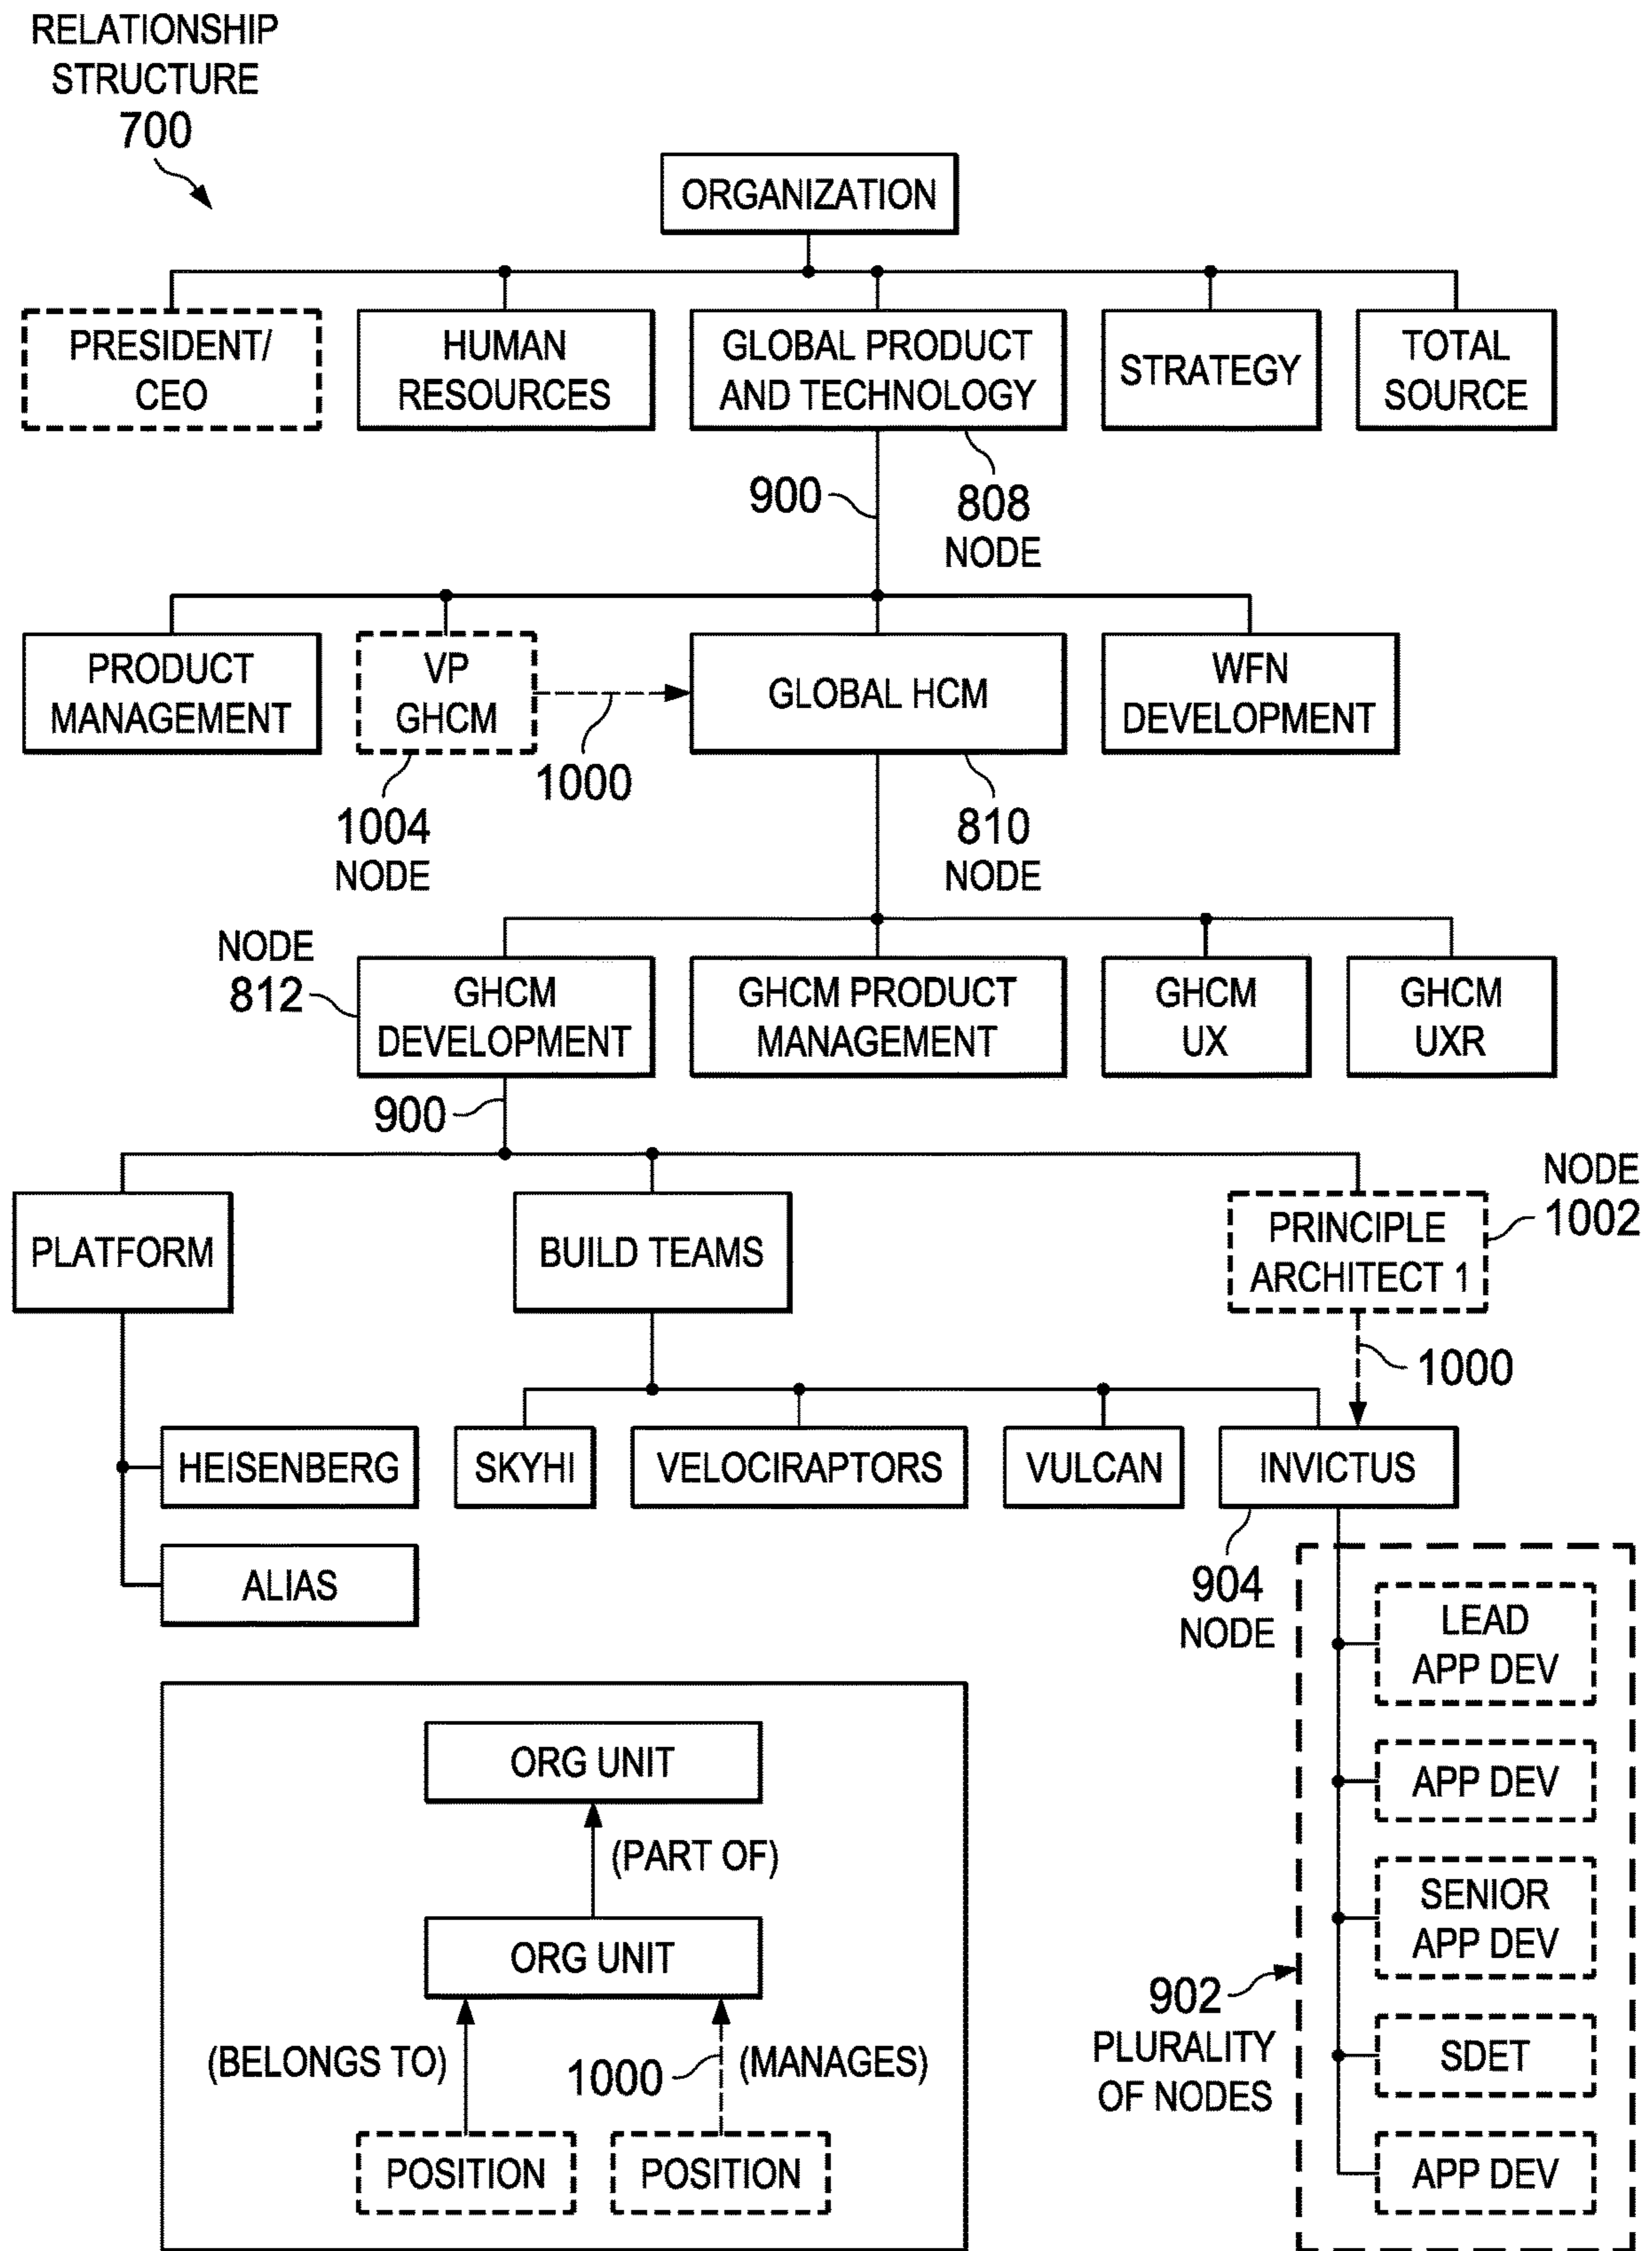 RELATIONSHIP
STRUCTURE
700
ORGANIZATION
PRESIDENT/
CEO
HUMAN
RESOURCES
GLOBAL PRODUCT
AND TECHNOLOGY
STRATEGY
TOTAL
SOURCE
900
808
NODE
PRODUCT
MANAGEMENT
VP
GHCM
GLOBAL HCM
WFN
DEVELOPMENT
1000
1004
NODE
810
NODE
NODE
812
GHCM
DEVELOPMENT
GHCM PRODUCT
MANAGEMENT
GHCM
UX
GHCM
UXR
900
PLATFORM
BUILD TEAMS
PRINCIPLE
ARCHITECT 1
NODE
1002
1000
HEISENBERG
SKYHI
VELOCIRAPTORS
VULCAN
INVICTUS
ALIAS
904
NODE
LEAD
APP DEV
APP DEV
SENIOR
APP DEV
SDET
APP DEV
902
PLURALITY
OF NODES
ORG UNIT
(PART OF)
ORG UNIT
(BELONGS TO)
1000
(MANAGES)
POSITION
POSITION